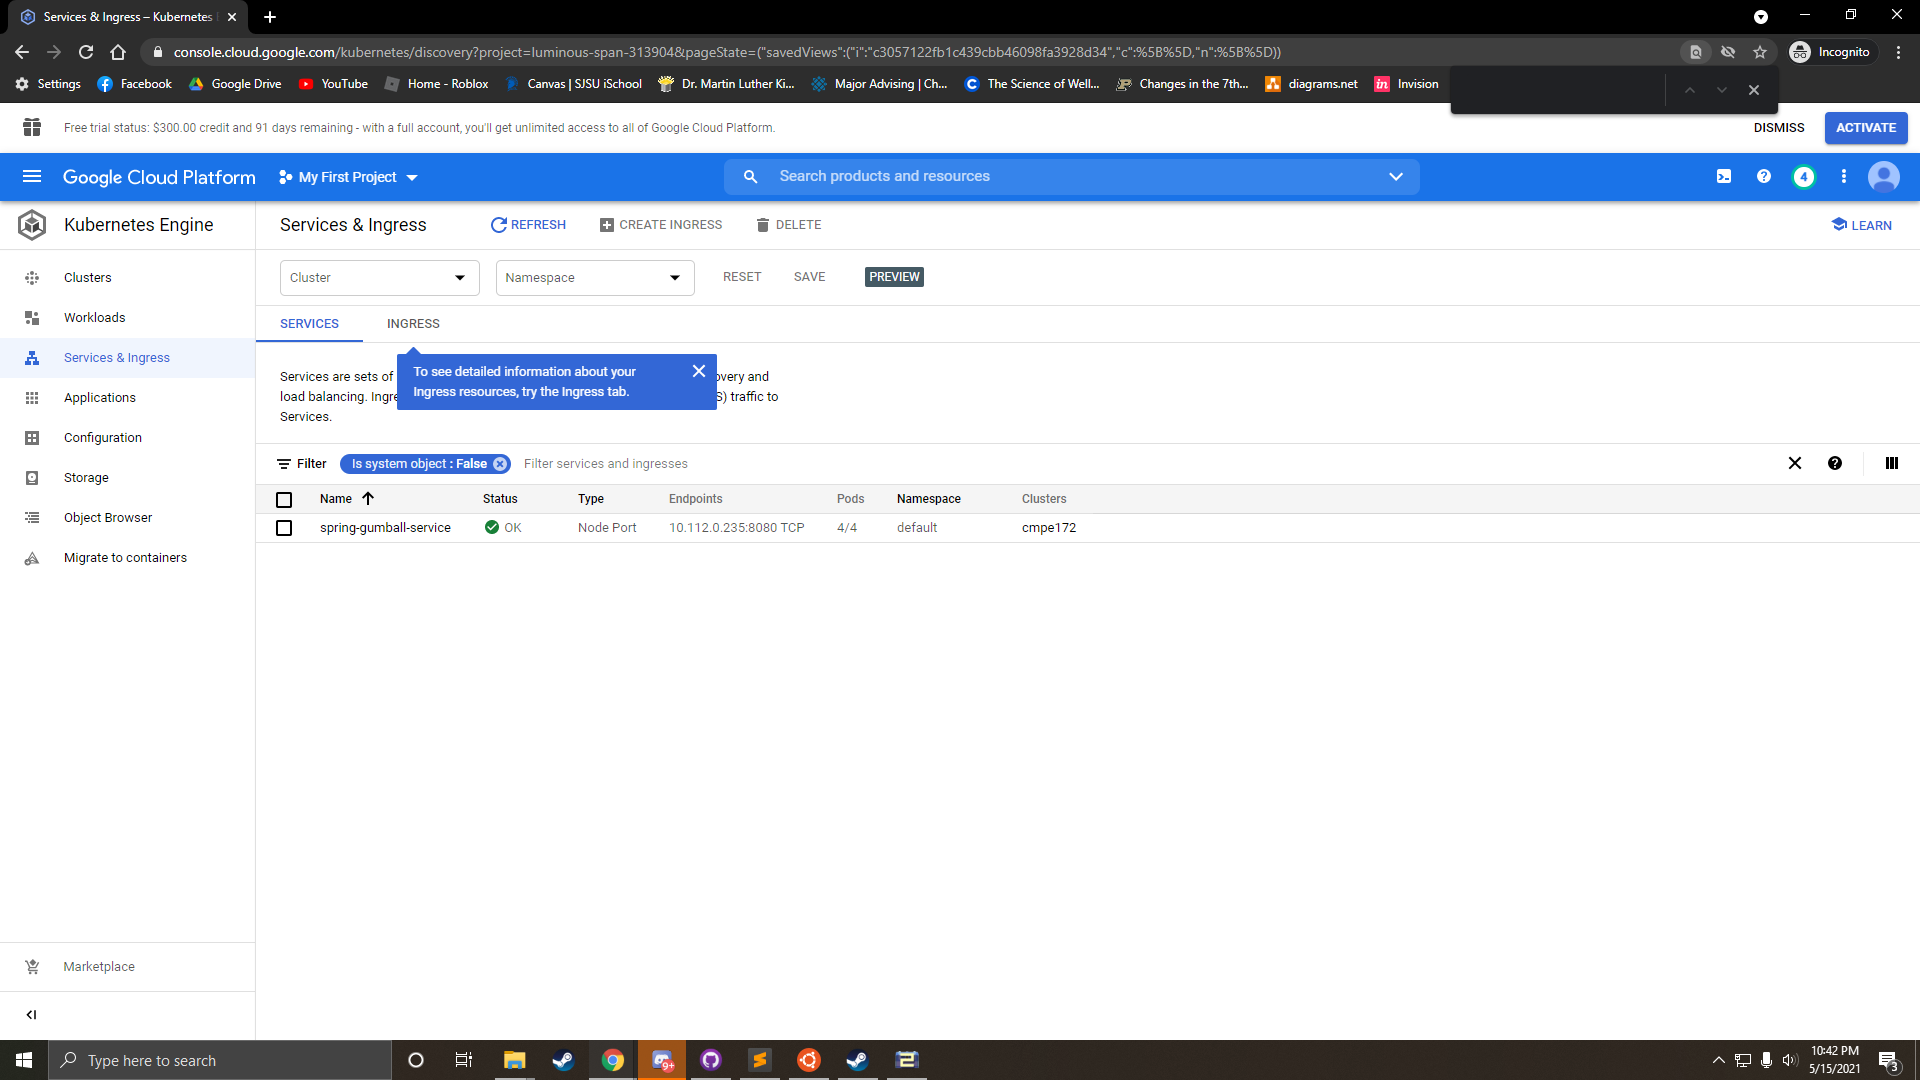 Services & Ingress – Kubernetes
console.cloud.google.com/kubernetes/discovery?project=luminous-span-313904&pageState=("savedViews":("i":"c3057122fb1c439cbb46098fa3928d34","c":%5B%5D,"n":%5B%5D))
Incognito
Settings Facebook Google Drive YouTube Home - Roblox Canvas | SJSU iSchool Dr. Martin Luther Ki... Major Advising | Ch... The Science of Well... Changes in the 7th... diagrams.net in Invision
Free trial status: $300.00 credit and 91 days remaining - with a full account, you'll get unlimited access to all of Google Cloud Platform.
DISMISS ACTIVATE
Google Cloud Platform My First Project Search products and resources 4
Kubernetes Engine
Services & Ingress REFRESH CREATE INGRESS DELETE LEARN
Clusters
Workloads
Services & Ingress
Applications
Configuration
Storage
Object Browser
Migrate to containers
Marketplace
Cluster Namespace RESET SAVE PREVIEW
SERVICES INGRESS
To see detailed information about your
Ingress resources, try the Ingress tab.
Services are sets of overy and
load balancing. Ingre S) traffic to
Services.
Filter Is system object : False Filter services and ingresses
Name Status Type Endpoints Pods Namespace Clusters
spring-gumball-service OK Node Port 10.112.0.235:8080 TCP 4/4 default cmpe172
Type here to search
9+
10:42 PM
5/15/2021
3